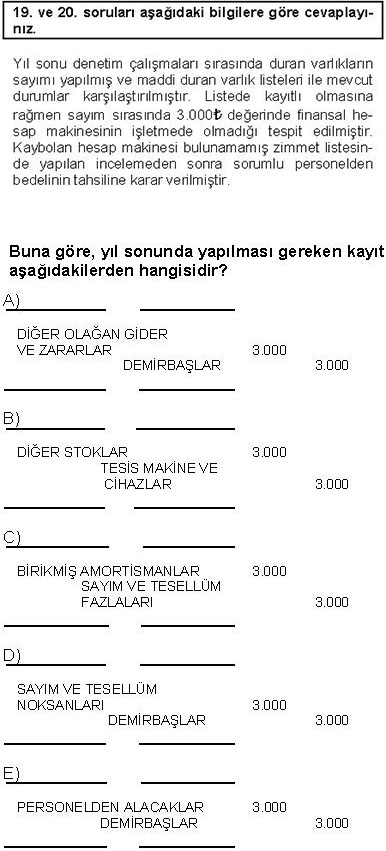 19. ve 20. soruları aşağıdaki bilgilere göre cevaplayı-
nız.
Yıl sonu denetim çalışmaları sırasında duran varlıkların
sayımı yapılmış ve maddi duran varlık listeleri ile mevcut
durumlar karşılaştırılmıştır. Listede kayıtlı olmasına
rağmen sayım sırasında 3.000₺ değerinde finansal he-
sap makinesinin işletmede olmadığı tespit edilmiştir.
Kaybolan hesap makinesi bulunamamış zimmet listesin-
de yapılan incelemeden sonra sorumlu personelden
bedelinin tahsiline karar verilmiştir.
Buna göre, yıl sonunda yapılması gereken kayıt
aşağıdakilerden hangisidir?
A)
DİĞER OLAĞAN GİDER
VE ZARARLAR 3.000
DEMİRBAŞLAR 3.000
B)
DİĞER STOKLAR 3.000
TESİS MAKİNE VE
CİHAZLAR 3.000
C)
BİRİKMİŞ AMORTİSMANLAR 3.000
SAYIM VE TESELLÜM
FAZLALARI 3.000
D)
SAYIM VE TESELLÜM
NOKSANLARI 3.000
DEMİRBAŞLAR 3.000
E)
PERSONELDEN ALACAKLAR 3.000
DEMİRBAŞLAR 3.000